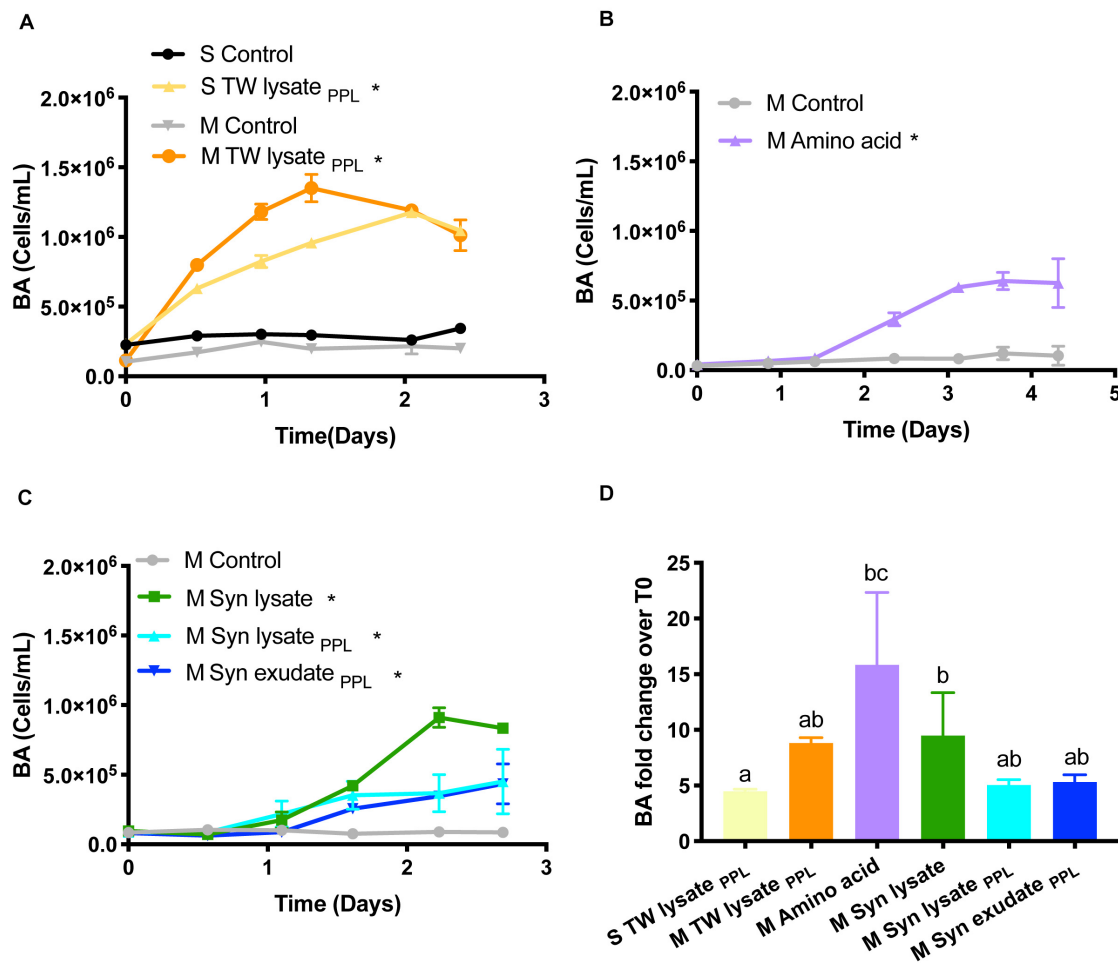 A
S Control
S TW lysate PPL *
M Control
M TW lysate PPL *
2.0×10⁶
1.5×10⁶
1.0×10⁶
5.0×10⁵
0.0
BA (Cells/mL)
0 1 2 3
Time(Days)
B
M Control
M Amino acid *
2.0×10⁶
1.5×10⁶
1.0×10⁶
5.0×10⁵
0.0
BA (Cells/mL)
0 1 2 3 4 5
Time (Days)
C
M Control
M Syn lysate *
M Syn lysate PPL *
M Syn exudate PPL *
2.0×10⁶
1.5×10⁶
1.0×10⁶
5.0×10⁵
0.0
BA (Cells/mL)
0 1 2 3
Time (Days)
D
25
20
15
10
5
0
BA fold change over T0
a
ab
bc
b
ab
ab
S TW lysate PPL
M TW lysate PPL
M Amino acid
M Syn lysate
M Syn lysate PPL
M Syn exudate PPL